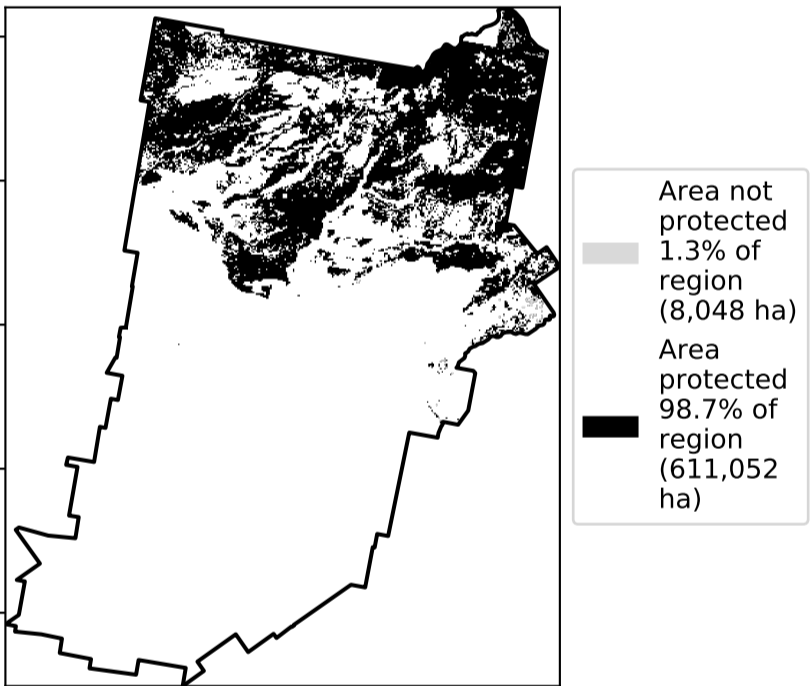 Area not
protected
1.3% of
region
(8,048 ha)
Area
protected
98.7% of
region
(611,052
ha)